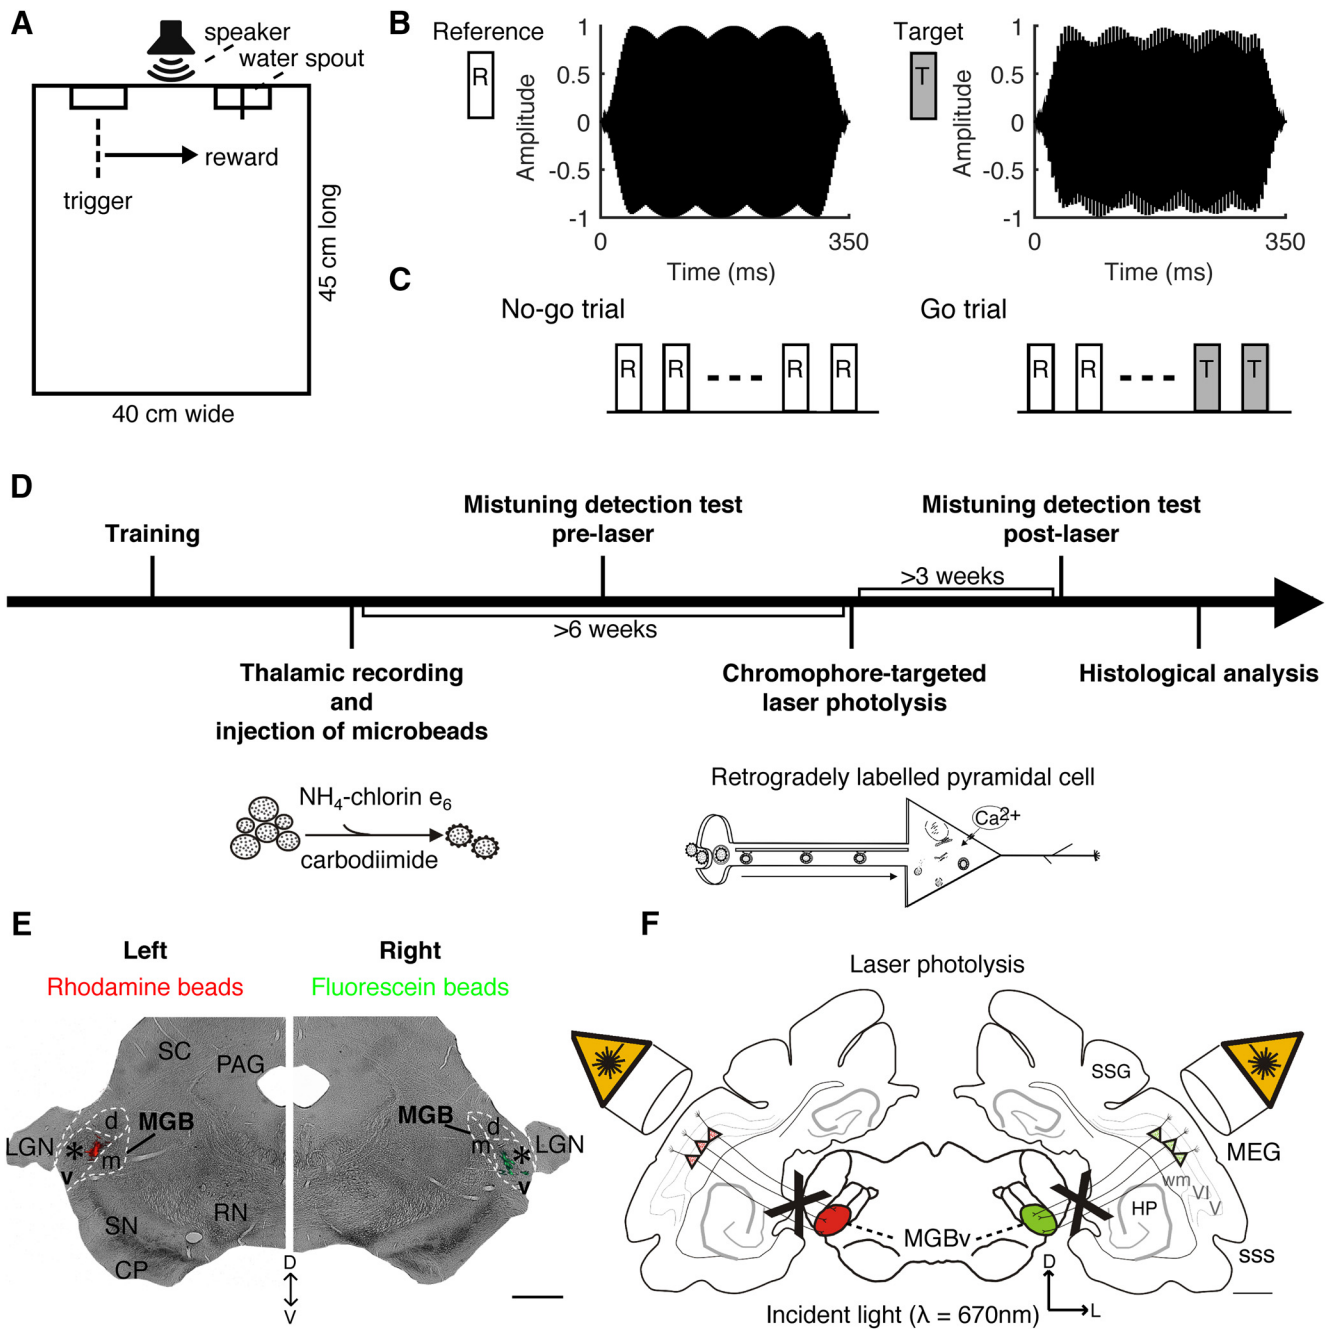 A
speaker
water spout
reward
trigger
45 cm long
40 cm wide
B
Reference
R
Amplitude
1
0.5
0
-0.5
-1
0
350
Time (ms)
Target
T
Amplitude
1
0.5
0
-0.5
-1
0
350
Time (ms)
C
No-go trial
R R R R
Go trial
R R T T
D
Training
Mistuning detection test
pre-laser
Mistuning detection test
post-laser
>3 weeks
>6 weeks
Thalamic recording
and
injection of microbeads
Chromophore-targeted
laser photolysis
Histological analysis
NH4-chlorin e6
carbodiimide
Retrogradely labelled pyramidal cell
Ca2+
E
Left
Right
Rhodamine beads
Fluorescein beads
SC
PAG
MGB
d
LGN
*
m
v
RN
SN
CP
MGB
d
m
*
LGN
v
D
V
F
Laser photolysis
SSG
MEG
wm
VI
V
HP
sss
MGBv
D
L
Incident light (λ = 670nm)